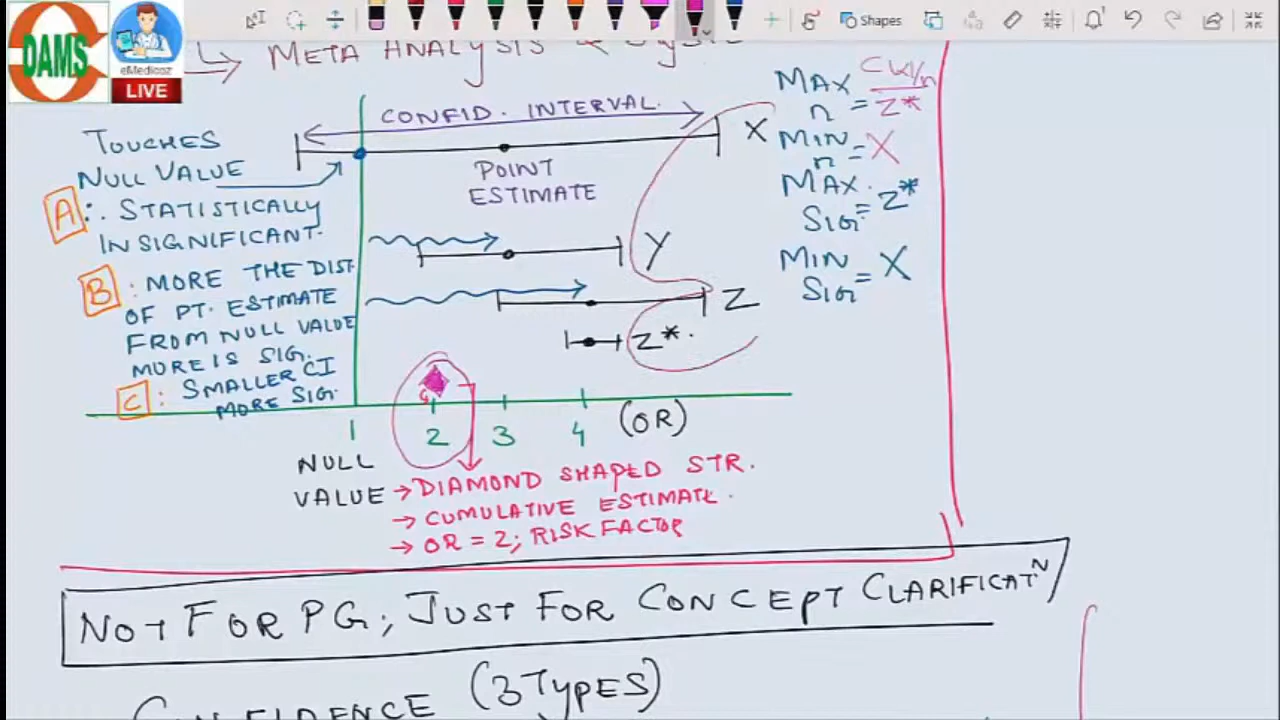 DAMS
eMedicoz
LIVE
Shapes
META ANALYSIS &
CONFID. INTERVAL.
X
POINT
ESTIMATE
TOUCHES
NULL VALUE
A ∴ STATISTICALLY
INSIGNIFICANT.
B : MORE THE DIST.
OF PT. ESTIMATE
FROM NULL VALUE
MORE IS SIG.
C : SMALLER CI
MORE SIG.
Y
Z
Z*.
MAX n = Z*
MIN n = X
MAX. SIG = Z*
MIN SIG = X
1 2 3 4 (OR)
NULL
VALUE
→ DIAMOND SHAPED STR.
→ CUMULATIVE ESTIMATE.
→ OR = 2; RISK FACTOR
NOT FOR PG; JUST FOR CONCEPT CLARIFICATN
CONFIDENCE (3 TYPES)